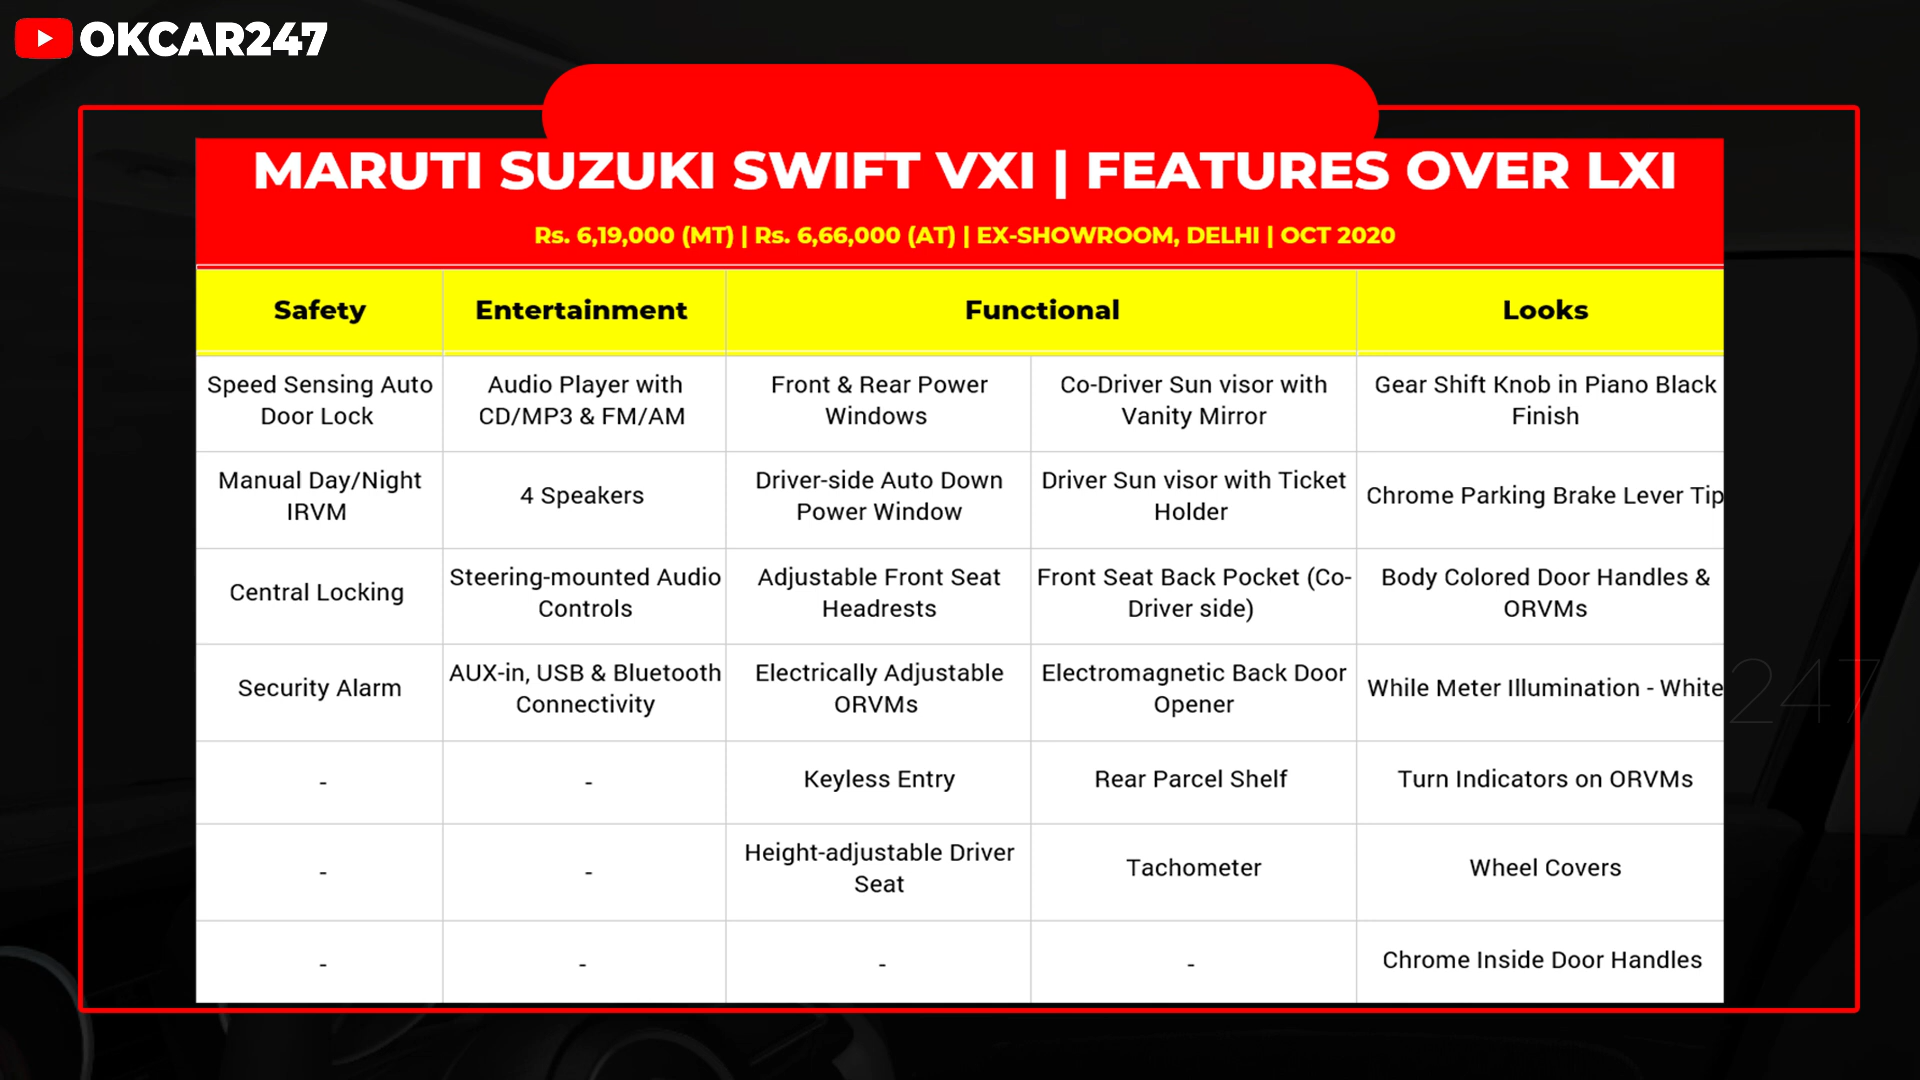 OKCAR247
MARUTI SUZUKI SWIFT VXI | FEATURES OVER LXI
Rs. 6,19,000 (MT) | Rs. 6,66,000 (AT) | EX-SHOWROOM, DELHI | OCT 2020
Safety Entertainment Functional Looks
Speed Sensing Auto
Door Lock
Audio Player with
CD/MP3 & FM/AM
Front & Rear Power
Windows
Co-Driver Sun visor with
Vanity Mirror
Gear Shift Knob in Piano Black
Finish
Manual Day/Night
IRVM
4 Speakers
Driver-side Auto Down
Power Window
Driver Sun visor with Ticket
Holder
Chrome Parking Brake Lever Tip
Central Locking
Steering-mounted Audio
Controls
Adjustable Front Seat
Headrests
Front Seat Back Pocket (Co-
Driver side)
Body Colored Door Handles &
ORVMs
Security Alarm
AUX-in, USB & Bluetooth
Connectivity
Electrically Adjustable
ORVMs
Electromagnetic Back Door
Opener
While Meter Illumination - White
247
- - Keyless Entry Rear Parcel Shelf Turn Indicators on ORVMs
-
-
Height-adjustable Driver
Seat
Tachometer
Wheel Covers
- - - - Chrome Inside Door Handles